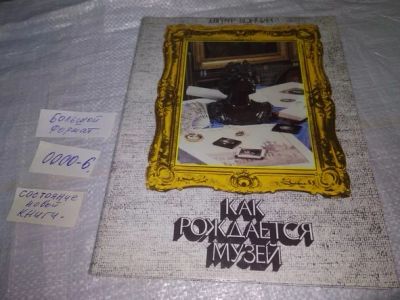 КАК
РОЖДАЕТСЯ
МУЗЕЙ
БОЛЬШОЙ
ФОРМАТ
0000-6
СОСТОЯНИЕ
НОВОЙ
КНИГИ-